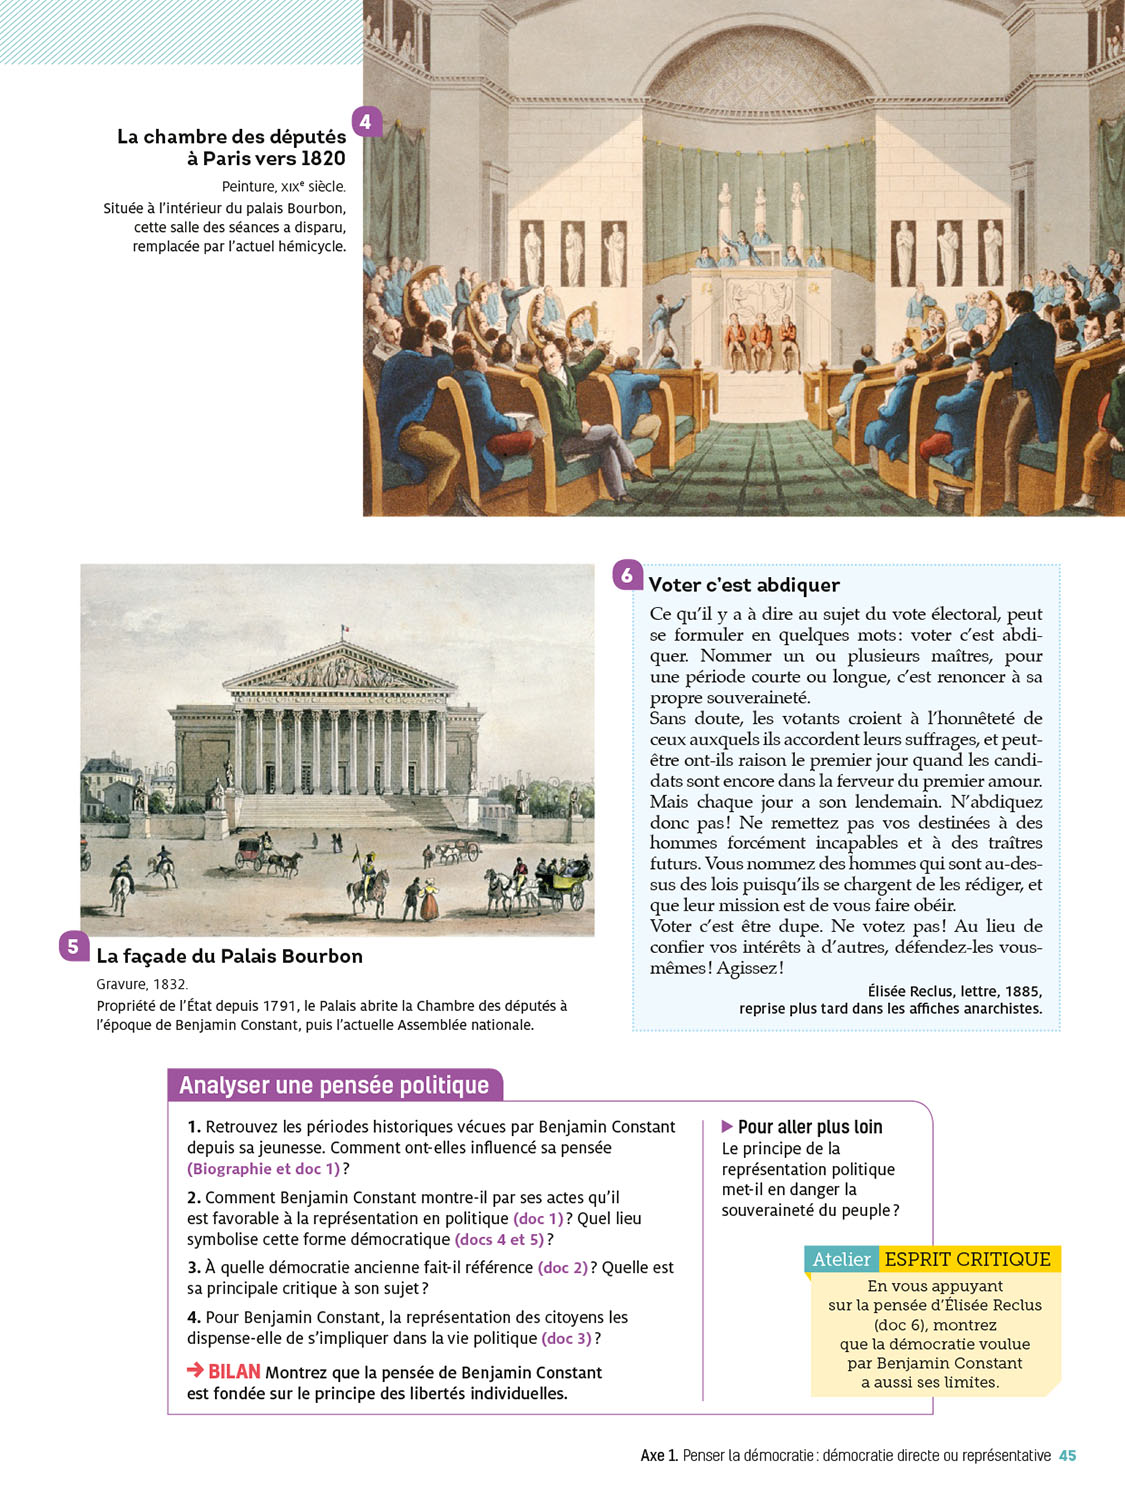 4
La chambre des députés
à Paris vers 1820
Peinture, XIXe siècle.
Située à l'intérieur du palais Bourbon,
cette salle des séances a disparu,
remplacée par l'actuel hémicycle.
5
La façade du Palais Bourbon
Gravure, 1832.
Propriété de l'État depuis 1791, le Palais abrite la Chambre des députés à
l'époque de Benjamin Constant, puis l'actuelle Assemblée nationale.
6
Voter c'est abdiquer
Ce qu'il y a à dire au sujet du vote électoral, peut
se formuler en quelques mots : voter c'est abdi-
quer. Nommer un ou plusieurs maîtres, pour
une période courte ou longue, c'est renoncer à sa
propre souveraineté.
Sans doute, les votants croient à l'honnêteté de
ceux auxquels ils accordent leurs suffrages, et peut-
être ont-ils raison le premier jour quand les candi-
dats sont encore dans la ferveur du premier amour.
Mais chaque jour a son lendemain. N'abdiquez
donc pas ! Ne remettez pas vos destinées à des
hommes forcément incapables et à des traîtres
futurs. Vous nommez des hommes qui sont au-des-
sus des lois puisqu'ils se chargent de les rédiger, et
que leur mission est de vous faire obéir.
Voter c'est être dupe. Ne votez pas ! Au lieu de
confier vos intérêts à d'autres, défendez-les vous-
mêmes ! Agissez !
Élisée Reclus, lettre, 1885,
reprise plus tard dans les affiches anarchistes.
Analyser une pensée politique
1. Retrouvez les périodes historiques vécues par Benjamin Constant
depuis sa jeunesse. Comment ont-elles influencé sa pensée
(Biographie et doc 1) ?
2. Comment Benjamin Constant montre-il par ses actes qu'il
est favorable à la représentation en politique (doc 1) ? Quel lieu
symbolise cette forme démocratique (docs 4 et 5) ?
3. À quelle démocratie ancienne fait-il référence (doc 2) ? Quelle est
sa principale critique à son sujet ?
4. Pour Benjamin Constant, la représentation des citoyens les
dispense-elle de s'impliquer dans la vie politique (doc 3) ?
→ BILAN Montrez que la pensée de Benjamin Constant
est fondée sur le principe des libertés individuelles.
▶ Pour aller plus loin
Le principe de la
représentation politique
met-il en danger la
souveraineté du peuple ?
Atelier ESPRIT CRITIQUE
En vous appuyant
sur la pensée d'Élisée Reclus
(doc 6), montrez
que la démocratie voulue
par Benjamin Constant
a aussi ses limites.
Axe 1. Penser la démocratie : démocratie directe ou représentative 45